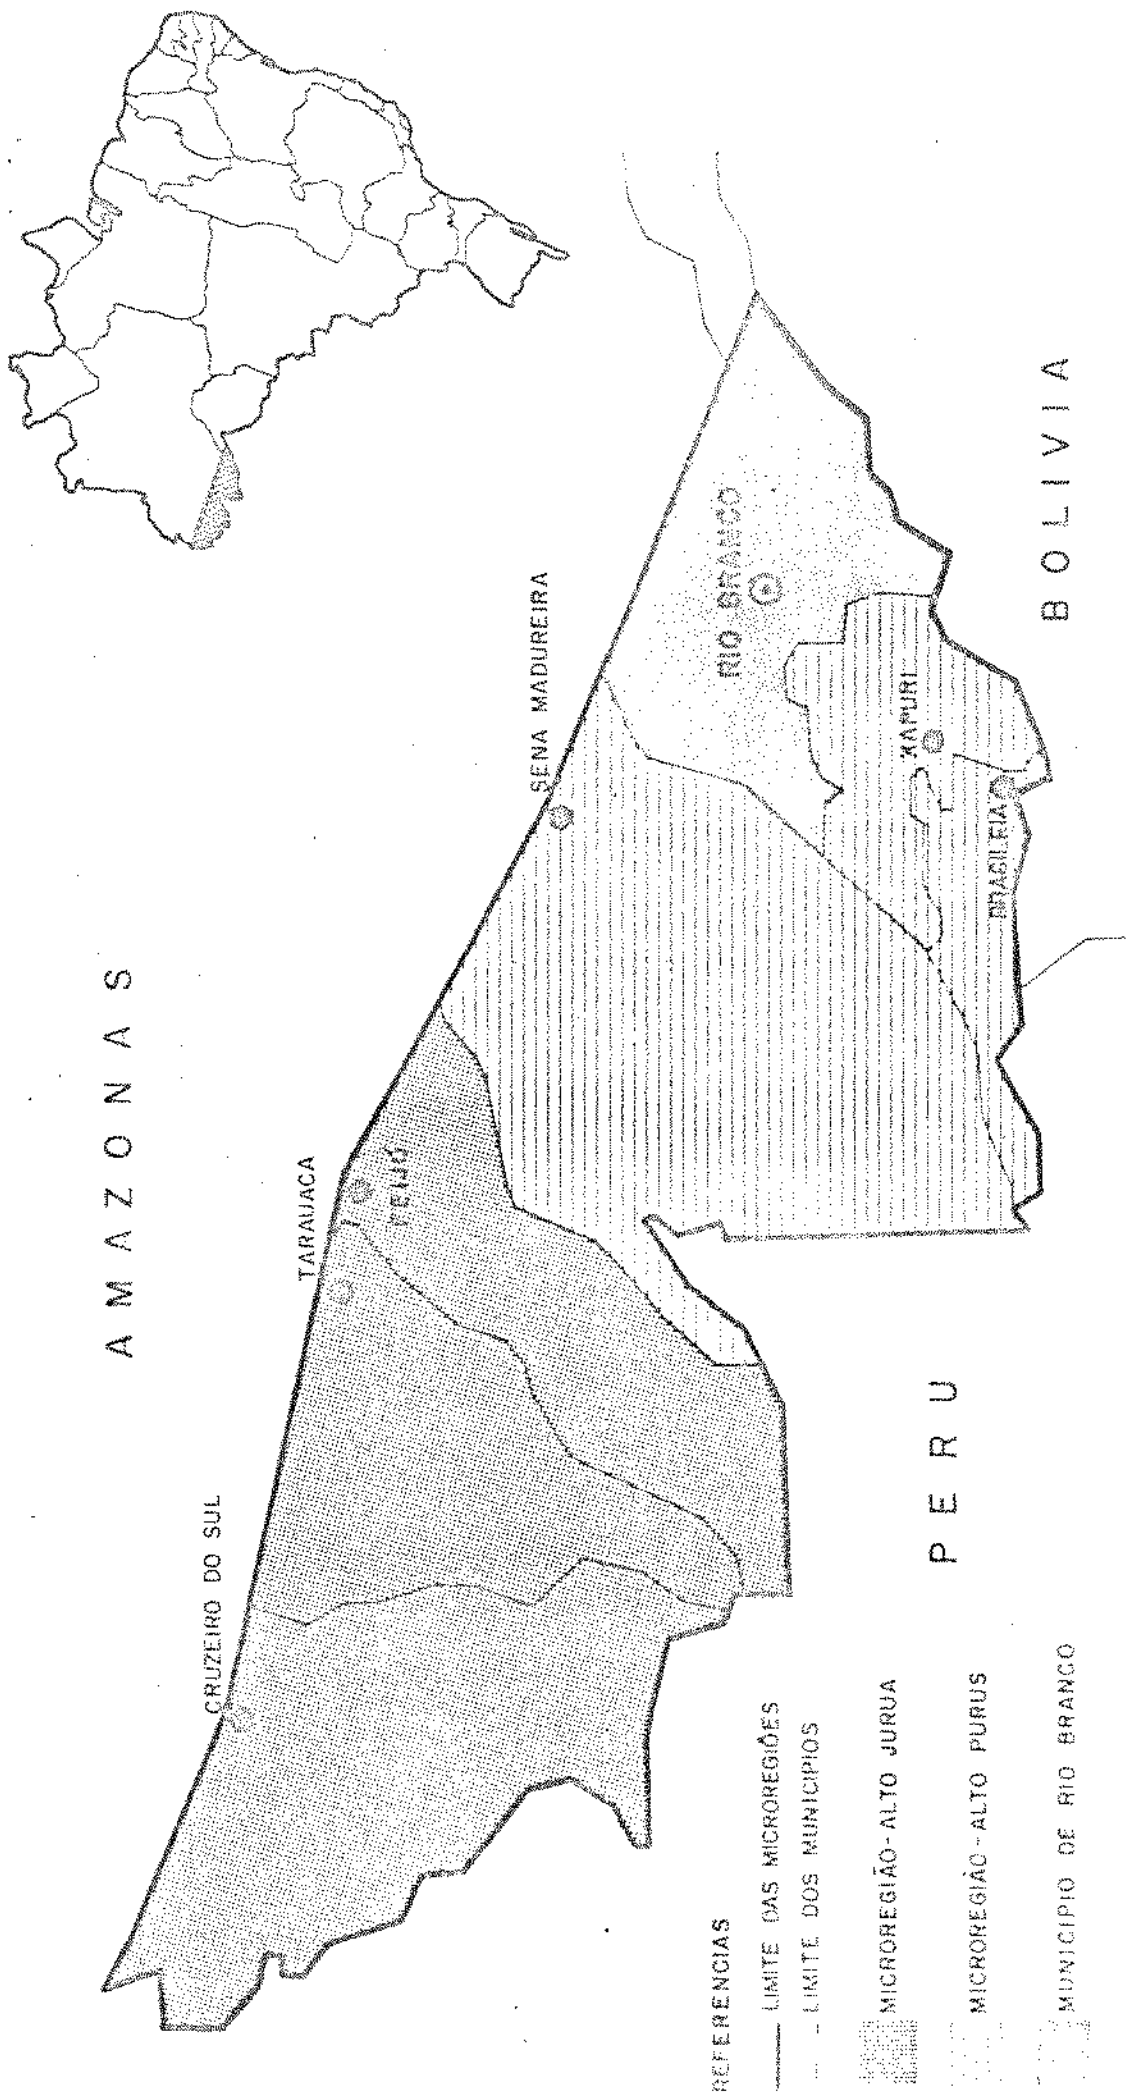 AMAZONAS
CRUZEIRO DO SUL
TARAUACA
FEIJÓ
SENA MADUREIRA
RIO BRANCO
XAPURI
BRASILEIA
PERU
BOLIVIA
REFERENCIAS
LIMITE DAS MICROREGIÕES
LIMITE DOS MUNICIPIOS
MICROREGIÃO - ALTO JURUA
MICROREGIÃO - ALTO PURUS
MUNICIPIO DE RIO BRANCO